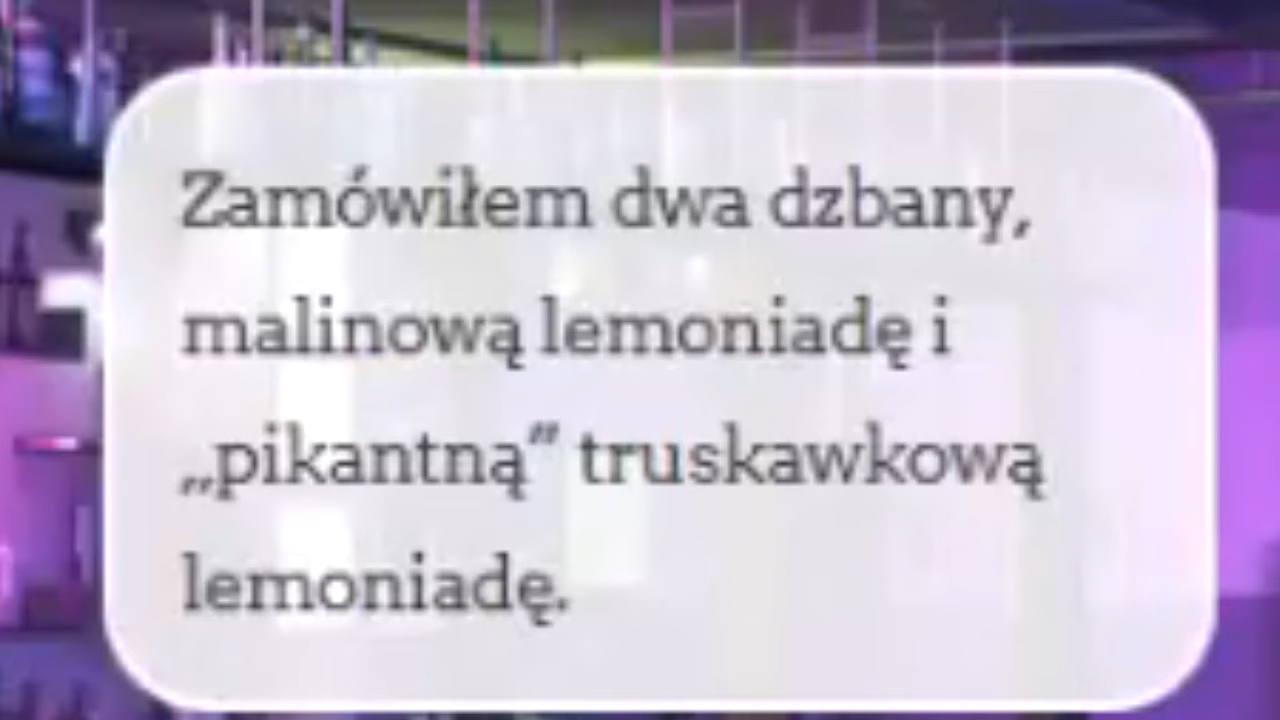 Zamówiłem dwa dzbany,
malinową lemoniadę i
„pikantną” truskawkową
lemoniadę.